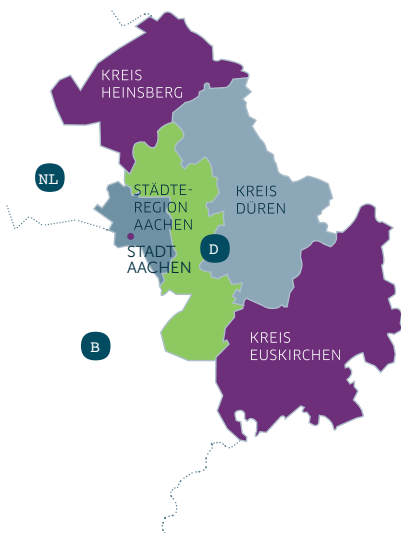 KREIS
HEINSBERG
NL
STÄDTE-
REGION
AACHEN
KREIS
DÜREN
STADT
AACHEN
D
B
KREIS
EUSKIRCHEN